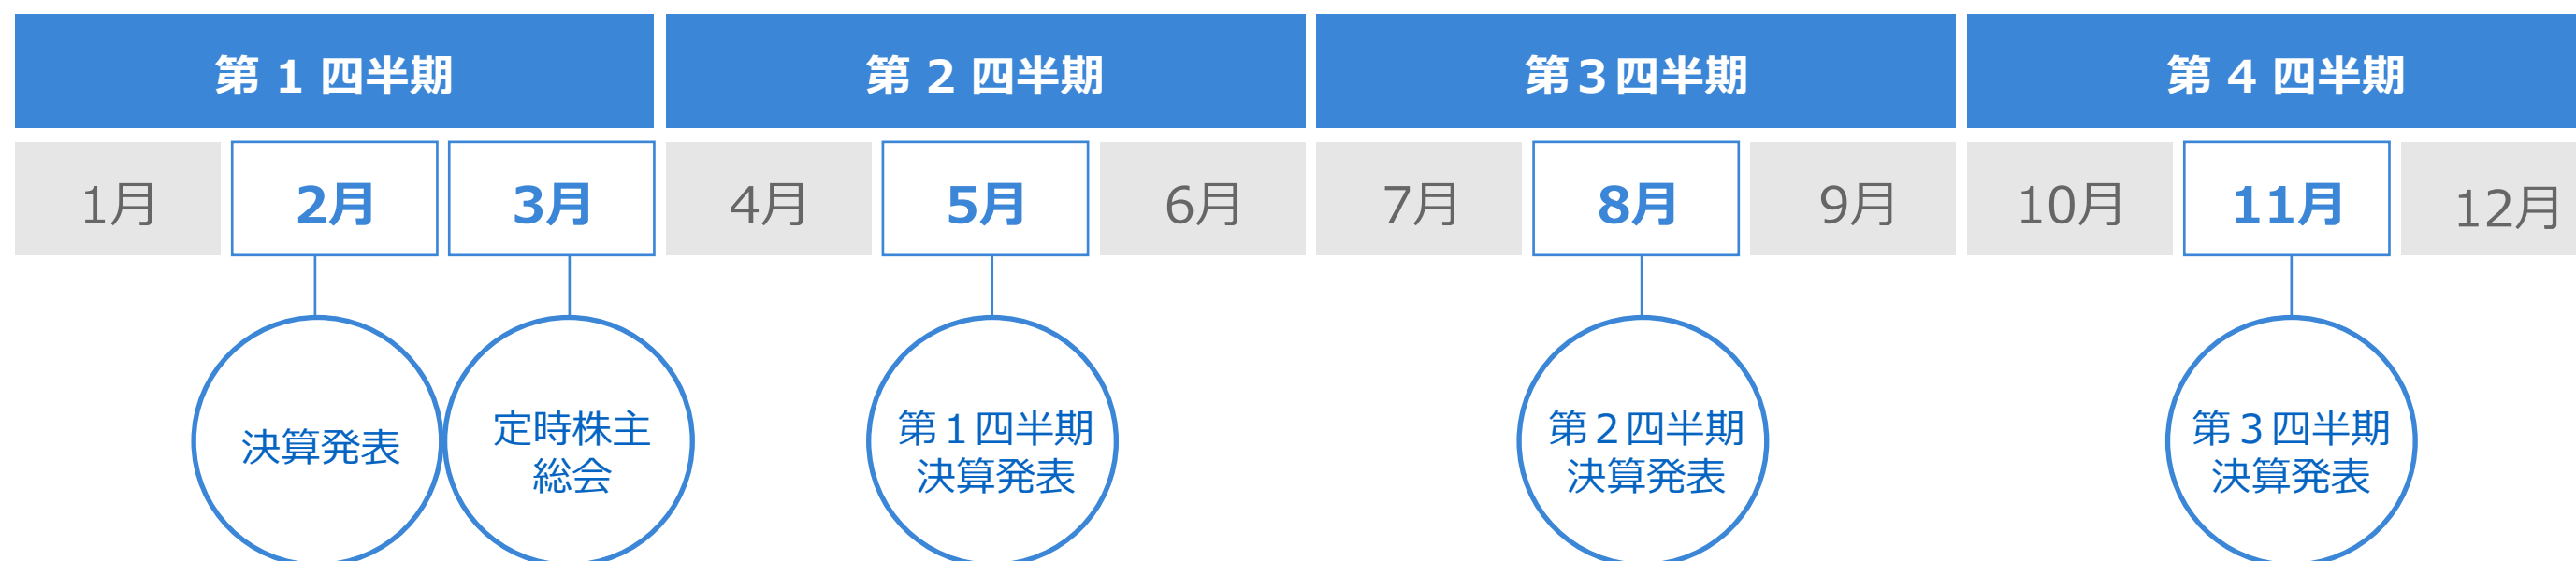 第 1 四半期
第 2 四半期
第３四半期
第 4 四半期
1月
2月
3月
4月
5月
6月
7月
8月
9月
10月
11月
12月
決算発表
定時株主
総会
第１四半期
決算発表
第２四半期
決算発表
第３四半期
決算発表